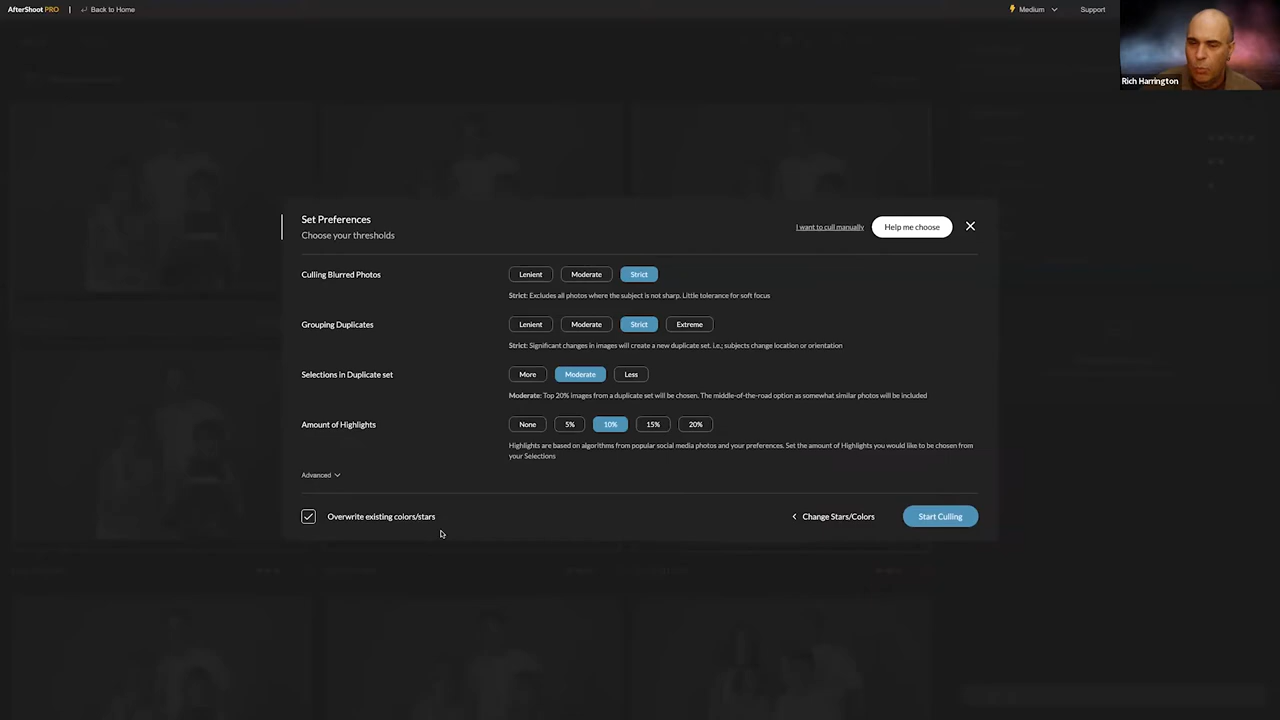 AfterShoot PRO | Back to Home Medium Support
Rich Harrington
Set Preferences
Choose your thresholds
I want to cull manually Help me choose
Culling Blurred Photos Lenient Moderate Strict
Strict: Excludes all photos where the subject is not sharp. Little tolerance for soft focus
Grouping Duplicates Lenient Moderate Strict Extreme
Strict: Significant changes in images will create a new duplicate set. i.e.; subjects change location or orientation
Selections in Duplicate set More Moderate Less
Moderate: Top 20% images from a duplicate set will be chosen. The middle-of-the-road option as somewhat similar photos will be included
Amount of Highlights None 5% 10% 15% 20%
Highlights are based on algorithms from popular social media photos and your preferences. Set the amount of Highlights you would like to be chosen from
your Selections
Advanced
Overwrite existing colors/stars Change Stars/Colors Start Culling